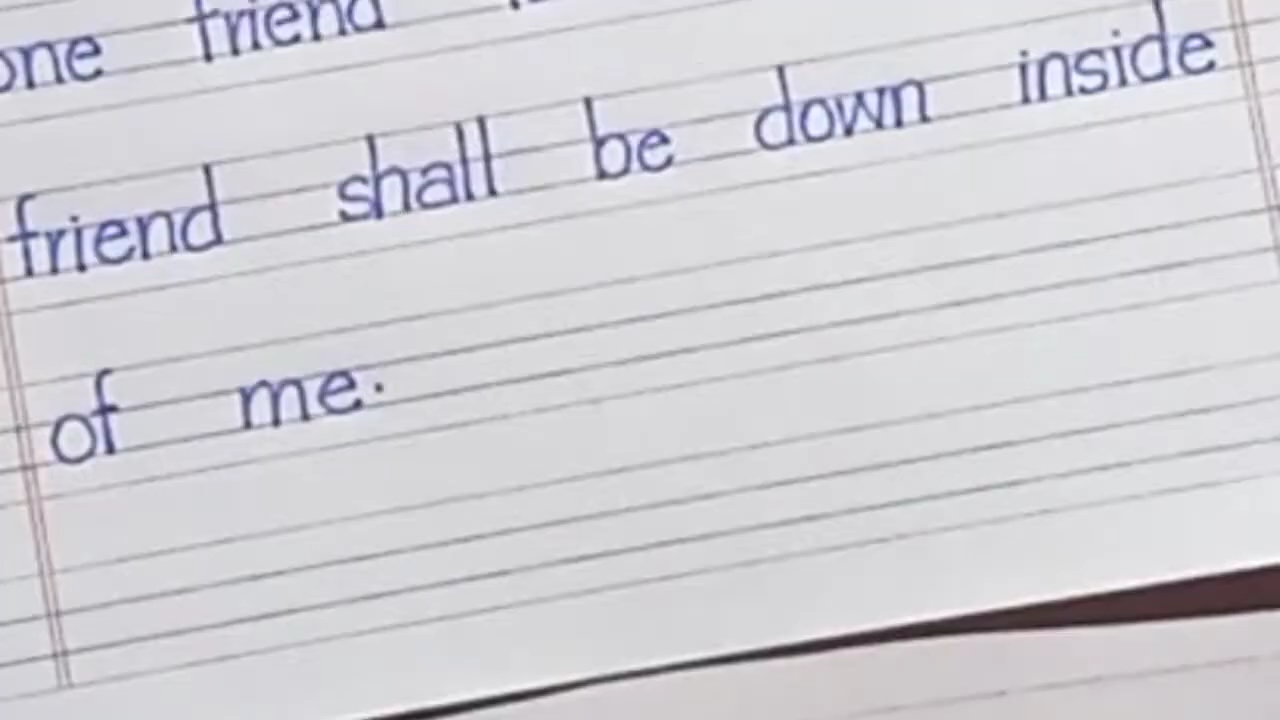 one friend
friend shall be down inside
of me.